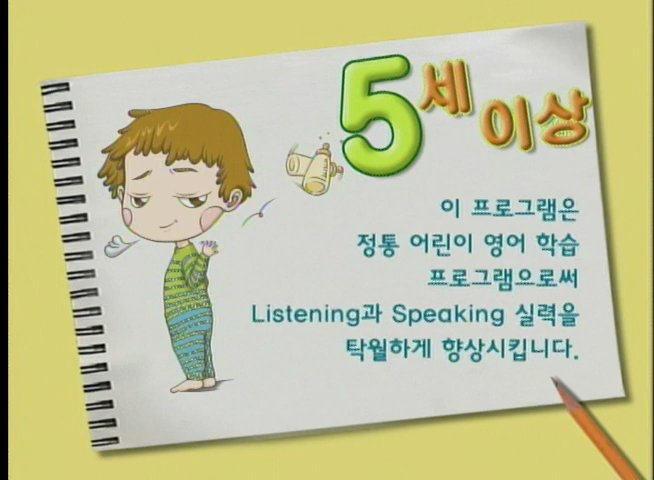 5세 이상
이 프로그램은
정통 어린이 영어 학습
프로그램으로써
Listening과 Speaking 실력을
탁월하게 향상시킵니다.